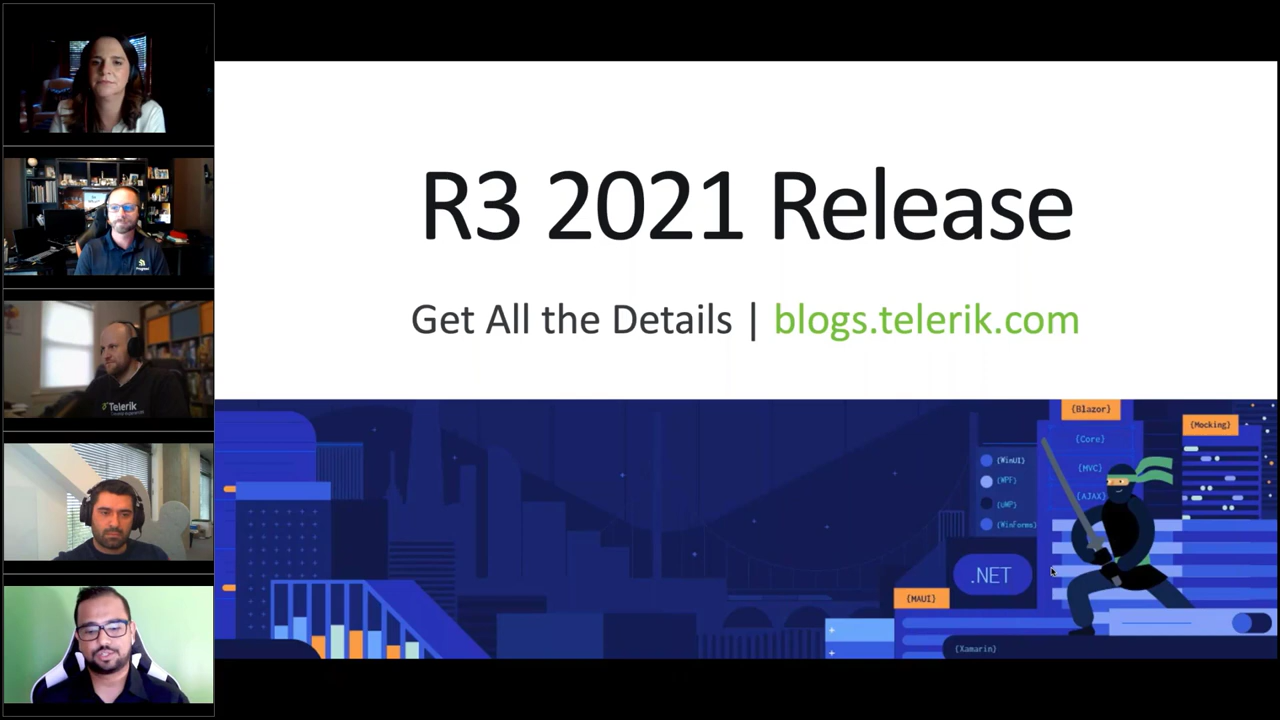 R3 2021 Release
Get All the Details | blogs.telerik.com
{Blazor}
{Core}
{Mocking}
{WinUI}
{MVC}
{WPF}
{AJAX}
{UWP}
{WinForms}
.NET
{MAUI}
{Xamarin}
Telerik